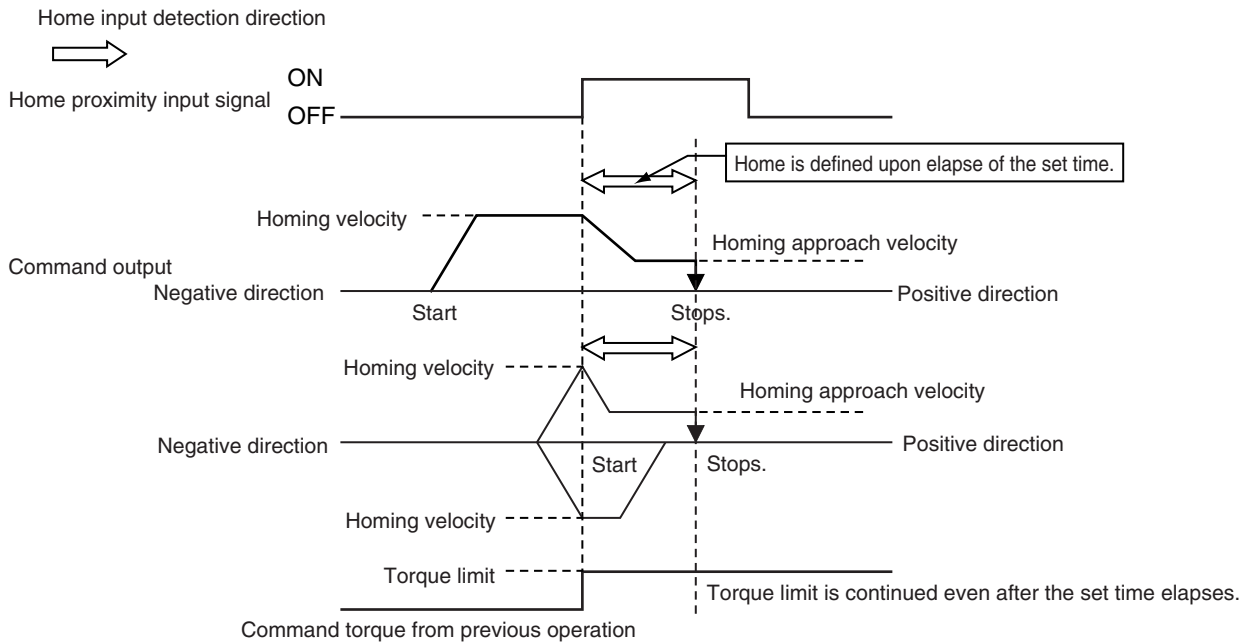 Home input detection direction
ON
Home proximity input signal
OFF
Home is defined upon elapse of the set time.
Homing velocity
Homing approach velocity
Command output
Negative direction
Positive direction
Start
Stops.
Homing velocity
Homing approach velocity
Negative direction
Positive direction
Start
Stops.
Homing velocity
Torque limit
Torque limit is continued even after the set time elapses.
Command torque from previous operation